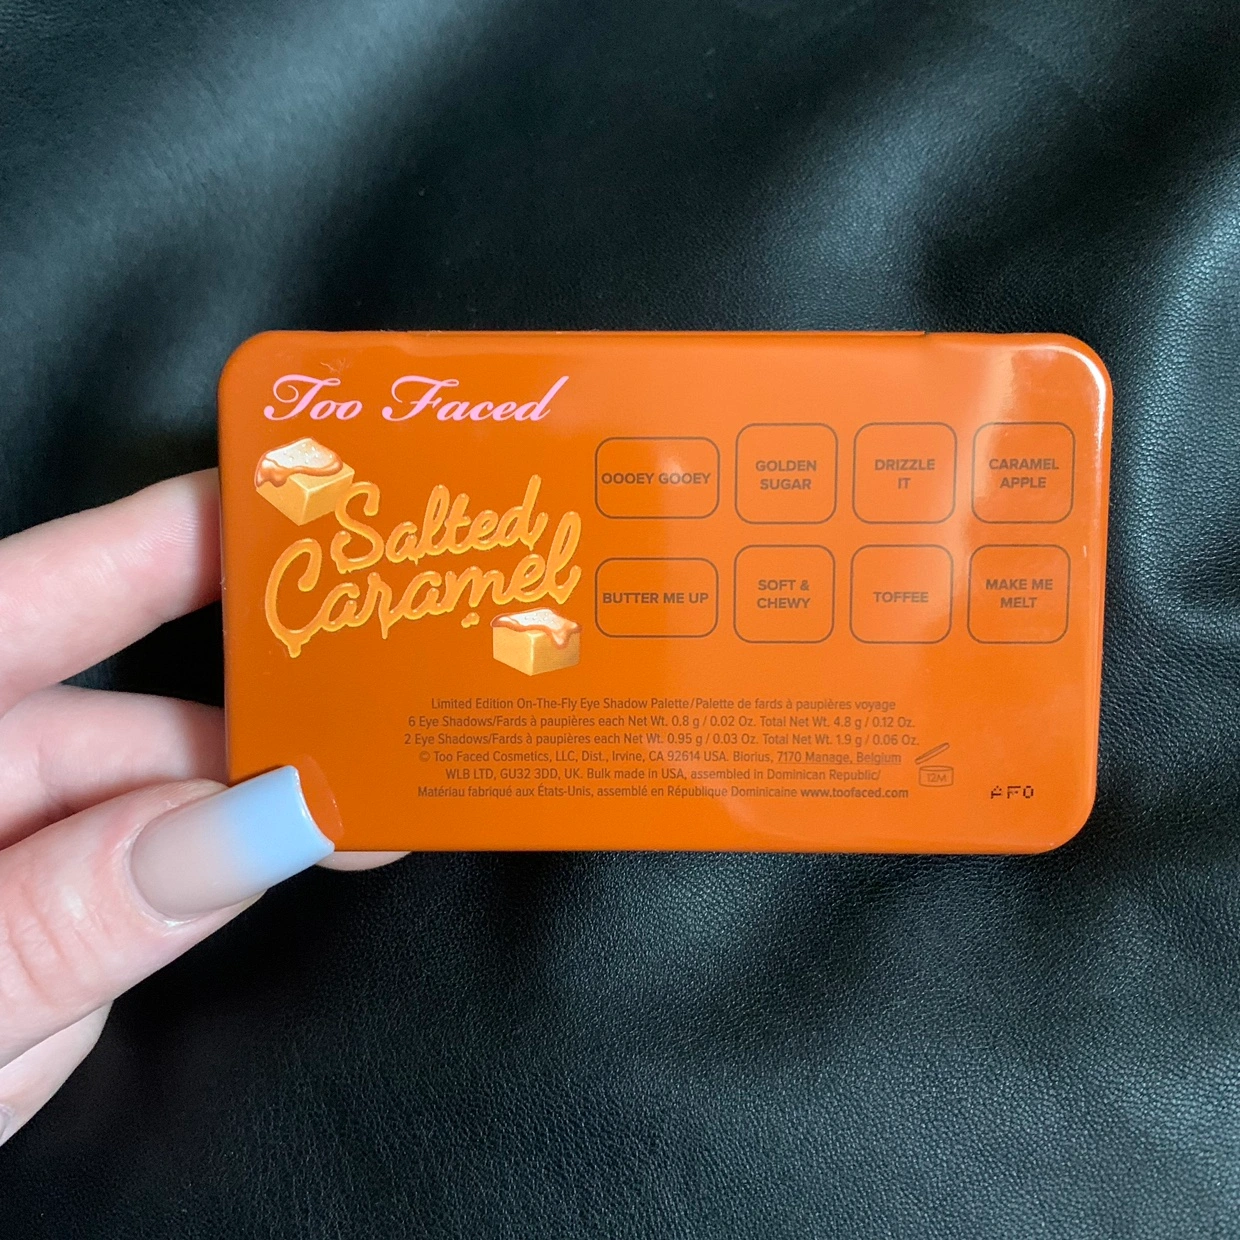 Too Faced
Salted
Caramel
OOOEY GOOEY
GOLDEN
SUGAR
DRIZZLE
IT
CARAMEL
APPLE
BUTTER ME UP
SOFT &
CHEWY
TOFFEE
MAKE ME
MELT
Limited Edition On-The-Fly Eye Shadow Palette/Palette de fards à paupières voyage
6 Eye Shadows/Fards à paupières each Net Wt. 0.8 g / 0.02 Oz. Total Net Wt. 4.8 g / 0.12 Oz.
2 Eye Shadows/Fards à paupières each Net Wt. 0.95 g / 0.03 Oz. Total Net Wt. 1.9 g / 0.06 Oz.
© Too Faced Cosmetics, LLC, Dist., Irvine, CA 92614 USA. Biorius, 7170 Manage, Belgium
WLB LTD, GU32 3DD, UK. Bulk made in USA, assembled in Dominican Republic/
Matériau fabriqué aux États-Unis, assemblé en République Dominicaine www.toofaced.com
12M
AF0